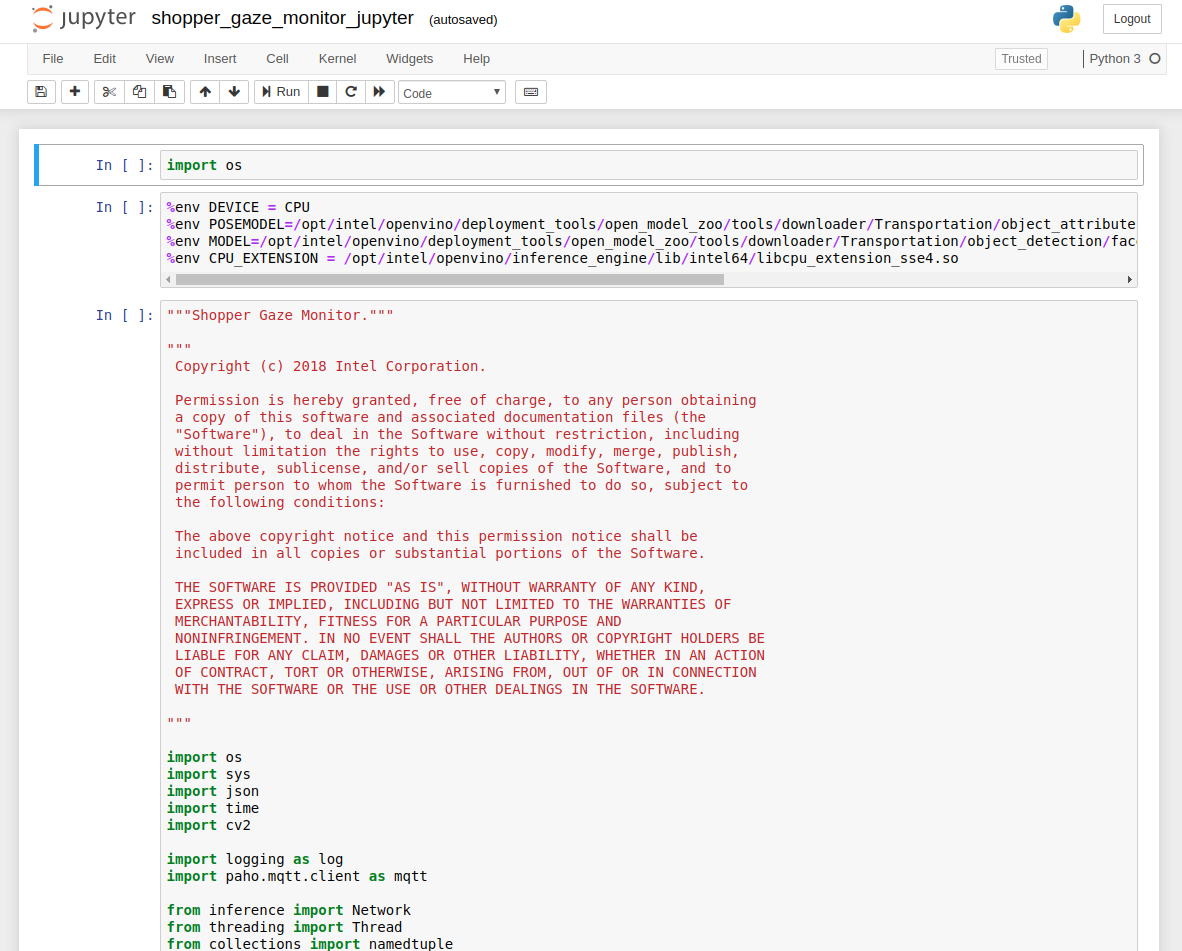 jupyter shopper_gaze_monitor_jupyter (autosaved) Logout
File Edit View Insert Cell Kernel Widgets Help Trusted Python 3
Run Code
In [ ]: import os
In [ ]: %env DEVICE = CPU
%env POSEMODEL=/opt/intel/openvino/deployment_tools/open_model_zoo/tools/downloader/Transportation/object_attribute
%env MODEL=/opt/intel/openvino/deployment_tools/open_model_zoo/tools/downloader/Transportation/object_detection/fac
%env CPU_EXTENSION = /opt/intel/openvino/inference_engine/lib/intel64/libcpu_extension_sse4.so
In [ ]: """Shopper Gaze Monitor."""
"""
Copyright (c) 2018 Intel Corporation.
Permission is hereby granted, free of charge, to any person obtaining
a copy of this software and associated documentation files (the
"Software"), to deal in the Software without restriction, including
without limitation the rights to use, copy, modify, merge, publish,
distribute, sublicense, and/or sell copies of the Software, and to
permit person to whom the Software is furnished to do so, subject to
the following conditions:
The above copyright notice and this permission notice shall be
included in all copies or substantial portions of the Software.
THE SOFTWARE IS PROVIDED "AS IS", WITHOUT WARRANTY OF ANY KIND,
EXPRESS OR IMPLIED, INCLUDING BUT NOT LIMITED TO THE WARRANTIES OF
MERCHANTABILITY, FITNESS FOR A PARTICULAR PURPOSE AND
NONINFRINGEMENT. IN NO EVENT SHALL THE AUTHORS OR COPYRIGHT HOLDERS BE
LIABLE FOR ANY CLAIM, DAMAGES OR OTHER LIABILITY, WHETHER IN AN ACTION
OF CONTRACT, TORT OR OTHERWISE, ARISING FROM, OUT OF OR IN CONNECTION
WITH THE SOFTWARE OR THE USE OR OTHER DEALINGS IN THE SOFTWARE.
"""
import os
import sys
import json
import time
import cv2
import logging as log
import paho.mqtt.client as mqtt
from inference import Network
from threading import Thread
from collections import namedtuple